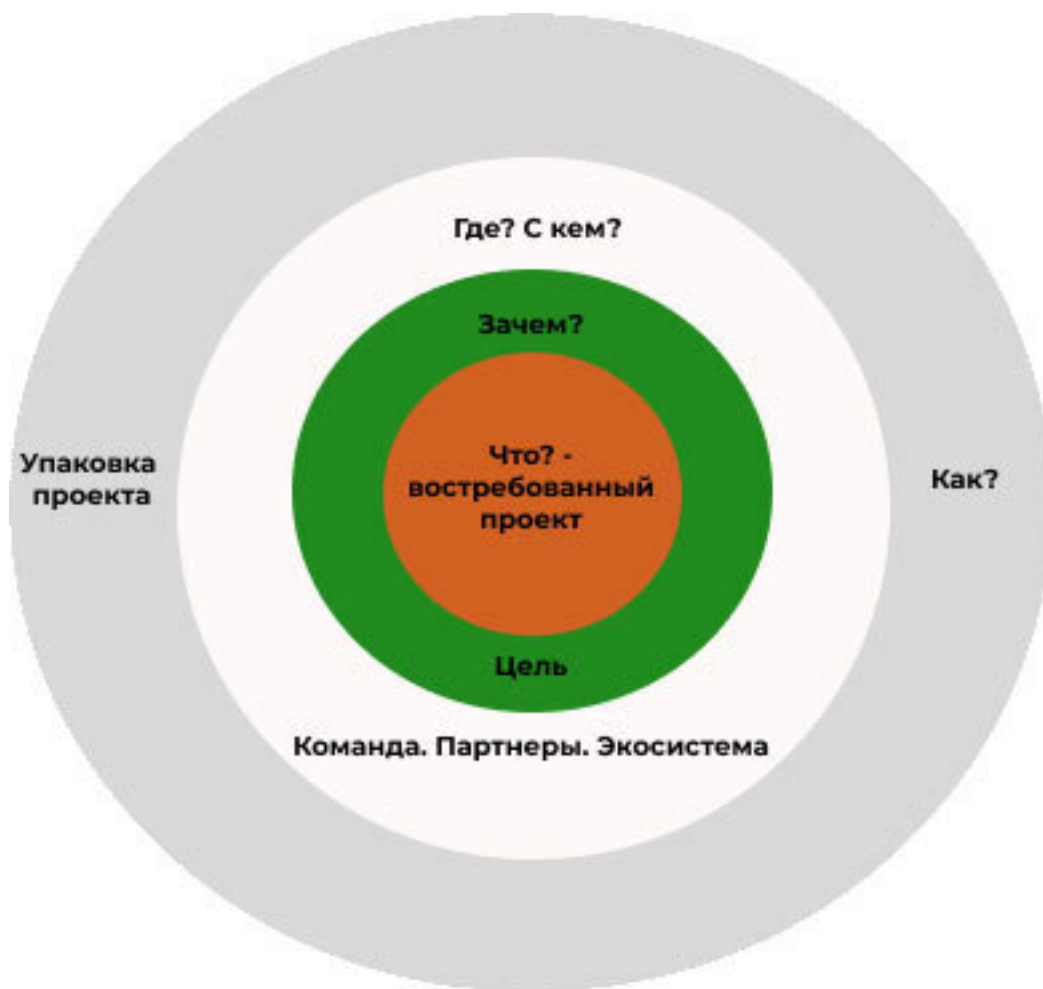 Где? С кем?
Зачем?
Что? -
востребованный
проект
Упаковка
проекта
Как?
Цель
Команда. Партнеры. Экосистема